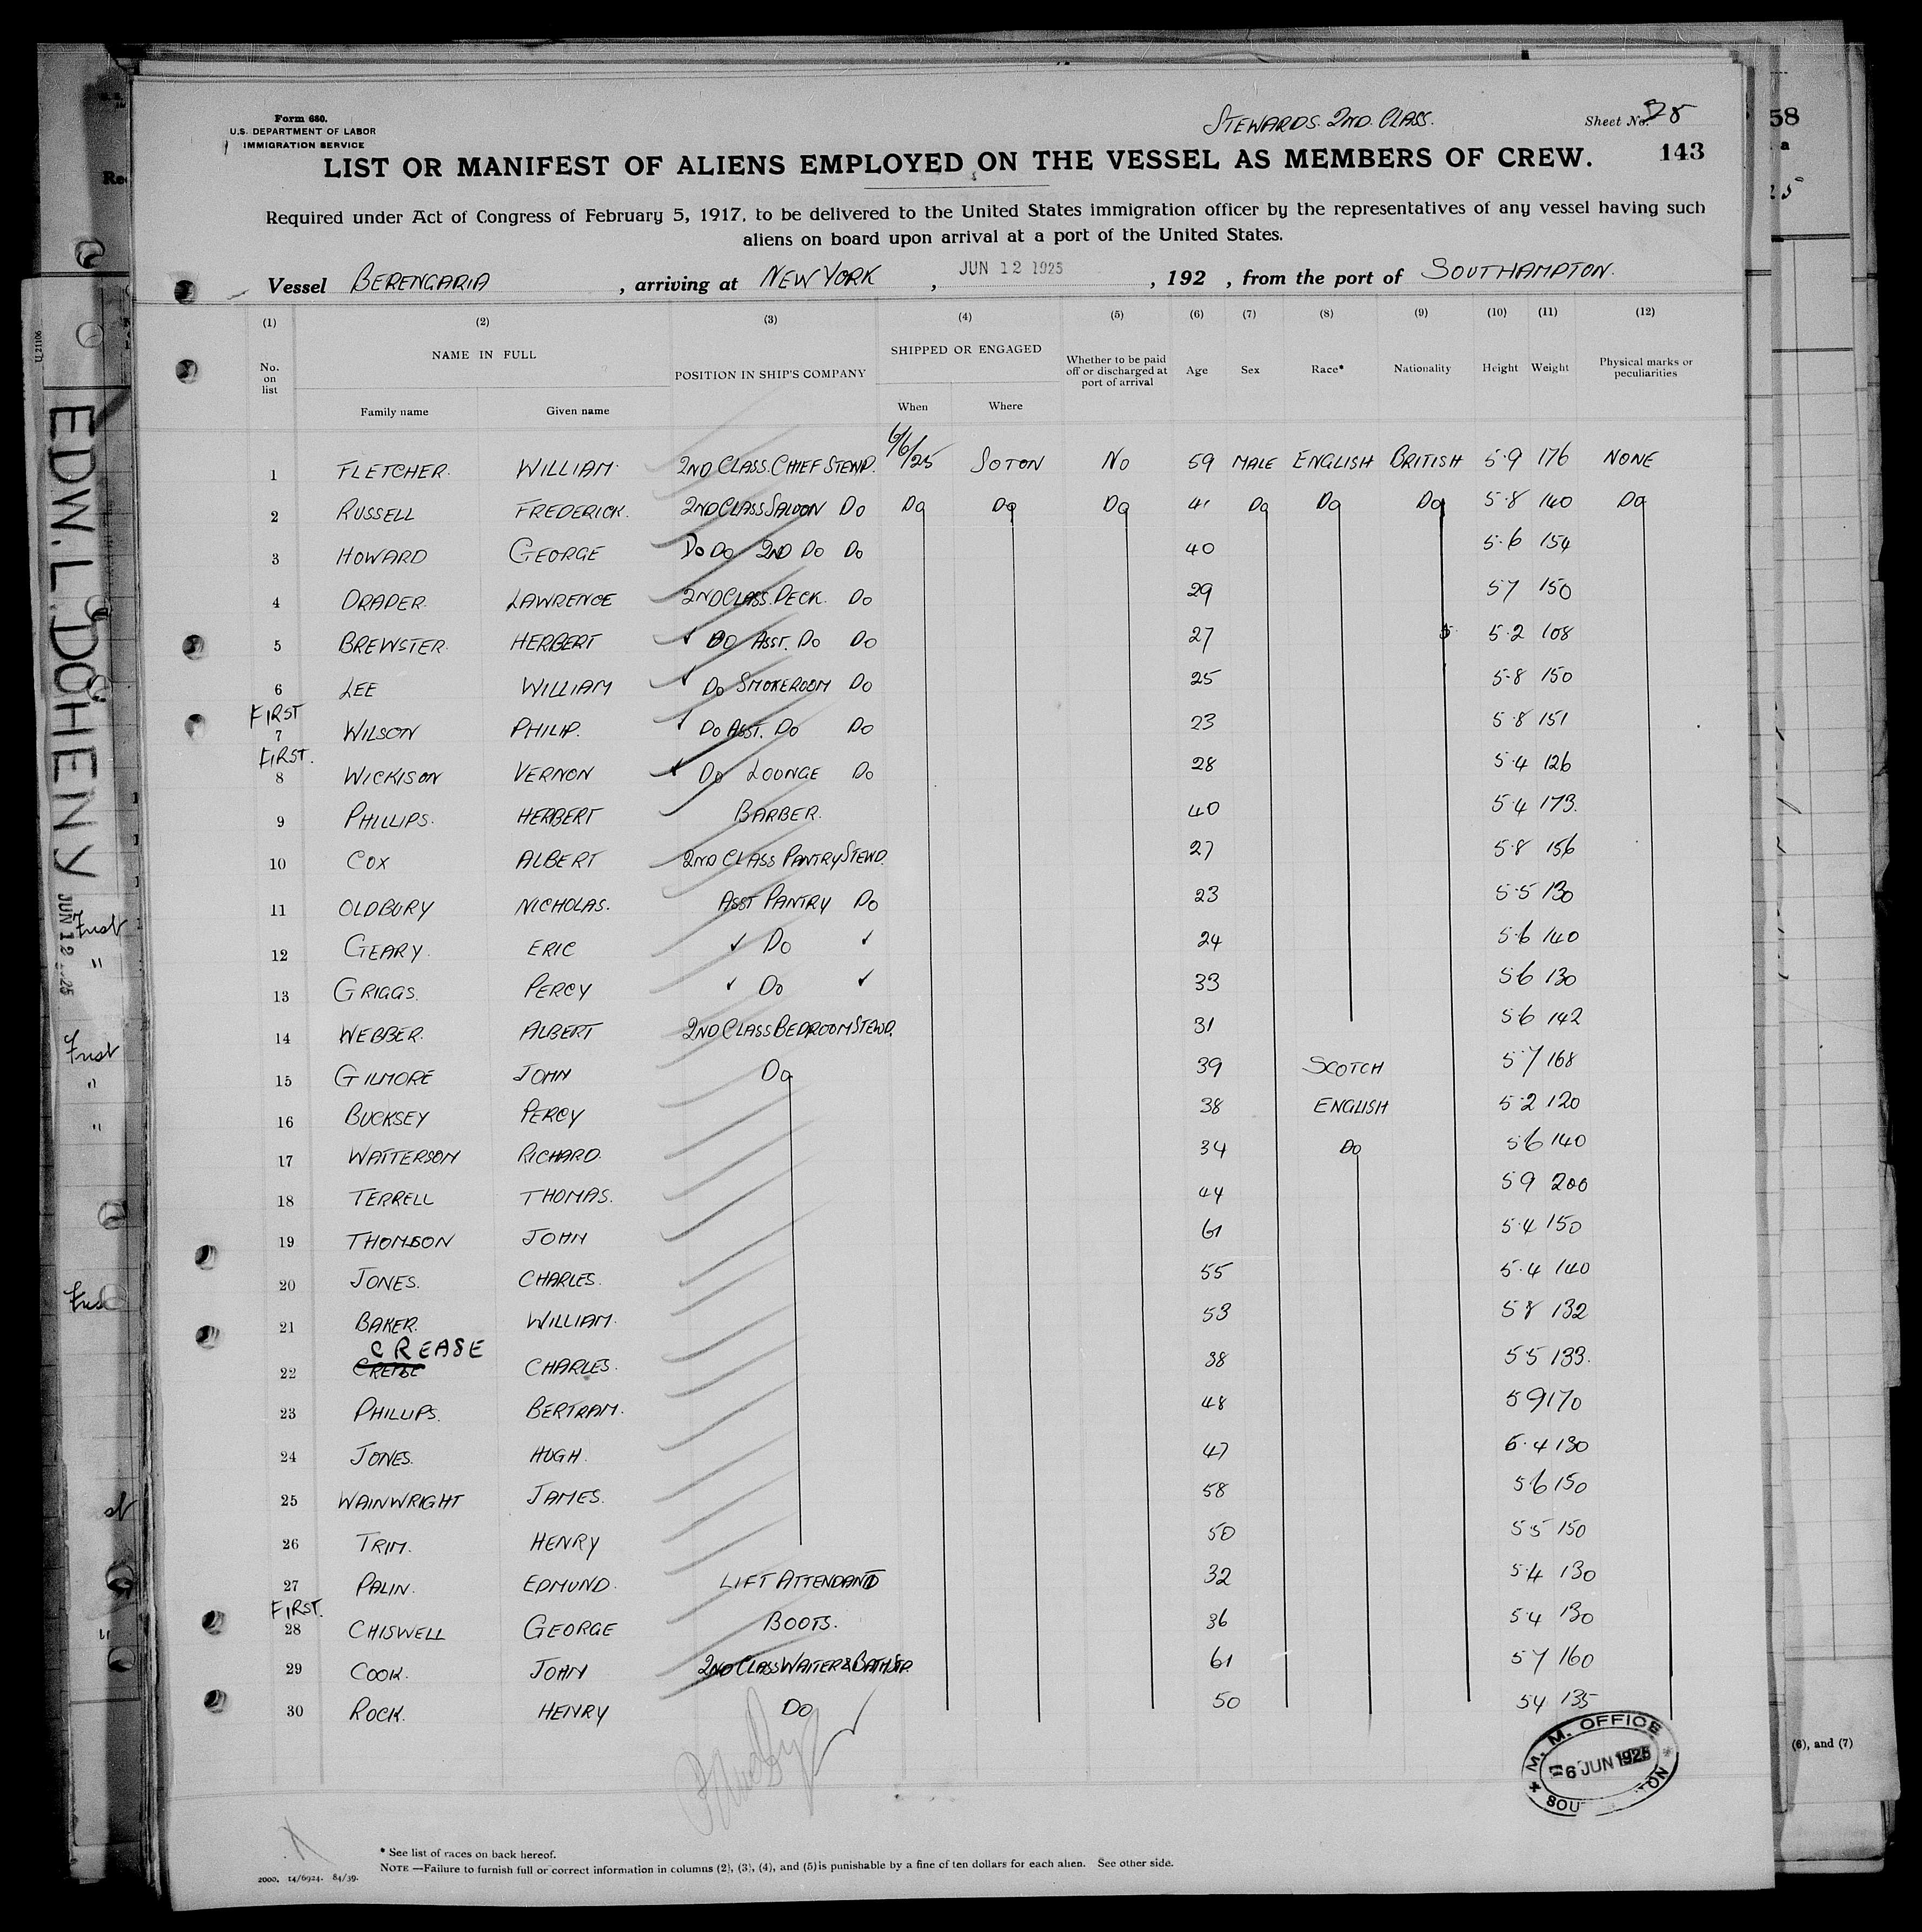 Form 680.
U.S. DEPARTMENT OF LABOR
IMMIGRATION SERVICE
STEWARDS. 2ND. CLASS.
Sheet No.
143
LIST OR MANIFEST OF ALIENS EMPLOYED ON THE VESSEL AS MEMBERS OF CREW.
Required under Act of Congress of February 5, 1917, to be delivered to the United States immigration officer by the representatives of any vessel having such
aliens on board upon arrival at a port of the United States.
Vessel BERENGARIA , arriving at NEW YORK , JUN 12 1925 , 192 , from the port of SOUTHAMPTON.
(1) (2) (3) (4) (5) (6) (7) (8) (9) (10) (11) (12)
No. on list NAME IN FULL POSITION IN SHIP'S COMPANY SHIPPED OR ENGAGED Whether to be paid off or discharged at port of arrival Age Sex Race* Nationality Height Weight Physical marks or peculiarities
Family name Given name When Where
1 FLETCHER. WILLIAM. 2ND CLASS. CHIEF STEWD. 6/6/25 SOTON NO 59 MALE ENGLISH BRITISH 5·9 176 NONE
2 RUSSELL FREDERICK. 2ND CLASS SALOON DO DO DO DO 41 DO DO DO 5·8 140 DO
3 HOWARD GEORGE DO DO 2ND DO DO 40 5·6 154
4 DRAPER. LAWRENCE 2ND CLASS. DECK. DO 29 5 7 150
5 BREWSTER. HERBERT DO ASST. DO DO 27 5·2 108
6 LEE WILLIAM DO SMOKEROOM DO 25 5·8 150
FIRST
7 WILSON PHILIP. DO ASST. DO DO 23 5·8 151
FIRST.
8 WICKISON VERNON DO LOUNGE DO 28 5·4 126
9 PHILLIPS. HERBERT BARBER. 40 5·4 173.
10 COX ALBERT 2ND CLASS PANTRY STEWD. 27 5·8 156
11 OLDBURY NICHOLAS. ASST PANTRY DO 23 5·5 130
12 GEARY. ERIC DO 24 5·6 140
13 GRIGGS. PERCY DO 33 5 6 130
14 WEBBER. ALBERT 2ND CLASS BEDROOM STEWD. 31 5·6 142
15 GILMORE JOHN DO 39 SCOTCH 5·7 168
16 BUCKSEY PERCY 38 ENGLISH 5·2 120
17 WATTERSON RICHARD. 34 DO 5 6 140
18 TERRELL THOMAS. 44 5 9 200
19 THOMSON JOHN 61 5·4 150
20 JONES. CHARLES. 55 5·4 140
21 BAKER. WILLIAM. 53 5 8 132
CREASE
22 CHARLES. 38 5 5 133.
23 PHILLIPS. BERTRAM. 48 5 9 170
24 JONES. HUGH. 47 5·4 130
25 WAINWRIGHT JAMES. 58 5·6 150
26 TRIM. HENRY 50 5 5 150
27 PALIN. EDMUND. LIFT ATTENDANT 32 5·4 130
FIRST.
28 CHISWELL GEORGE BOOTS. 36 5·4 130
29 COOK. JOHN 2ND CLASS WAITER & BATH STD. 61 5 7 160
30 ROCK. HENRY DO 50 5 4 135
M. M. OFFICE
6 JUN 1925
* See list of races on back hereof.
NOTE —Failure to furnish full or correct information in columns (2), (3), (4), and (5) is punishable by a fine of ten dollars for each alien. See other side.
2000. 14/6924. 84/39.
EDW. L. DOHENY
U 21106
58
(6), and (7)